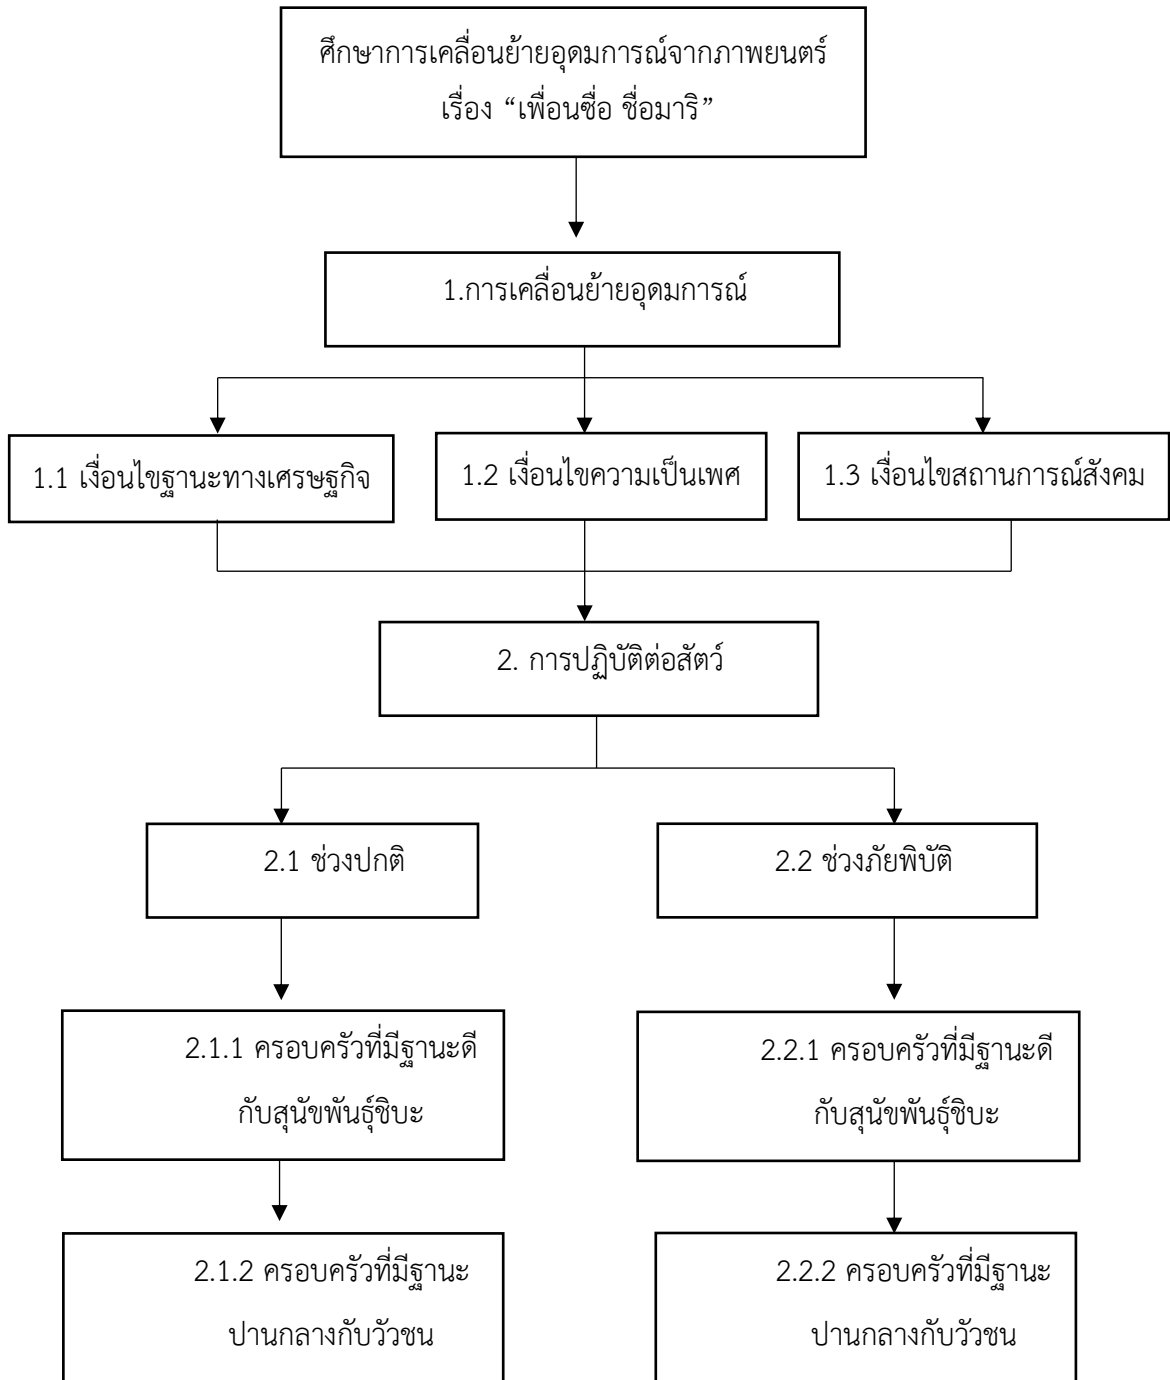 ศึกษาการเคลื่อนย้ายอุดมการณ์จากภาพยนตร์
เรื่อง “เพื่อนซื่อ ชื่อมาริ”
1.การเคลื่อนย้ายอุดมการณ์
1.1 เงื่อนไขฐานะทางเศรษฐกิจ
1.2 เงื่อนไขความเป็นเพศ
1.3 เงื่อนไขสถานการณ์สังคม
2. การปฏิบัติต่อสัตว์
2.1 ช่วงปกติ
2.2 ช่วงภัยพิบัติ
2.1.1 ครอบครัวที่มีฐานะดี
กับสุนัขพันธุ์ชิบะ
2.2.1 ครอบครัวที่มีฐานะดี
กับสุนัขพันธุ์ชิบะ
2.1.2 ครอบครัวที่มีฐานะ
ปานกลางกับวัวชน
2.2.2 ครอบครัวที่มีฐานะ
ปานกลางกับวัวชน